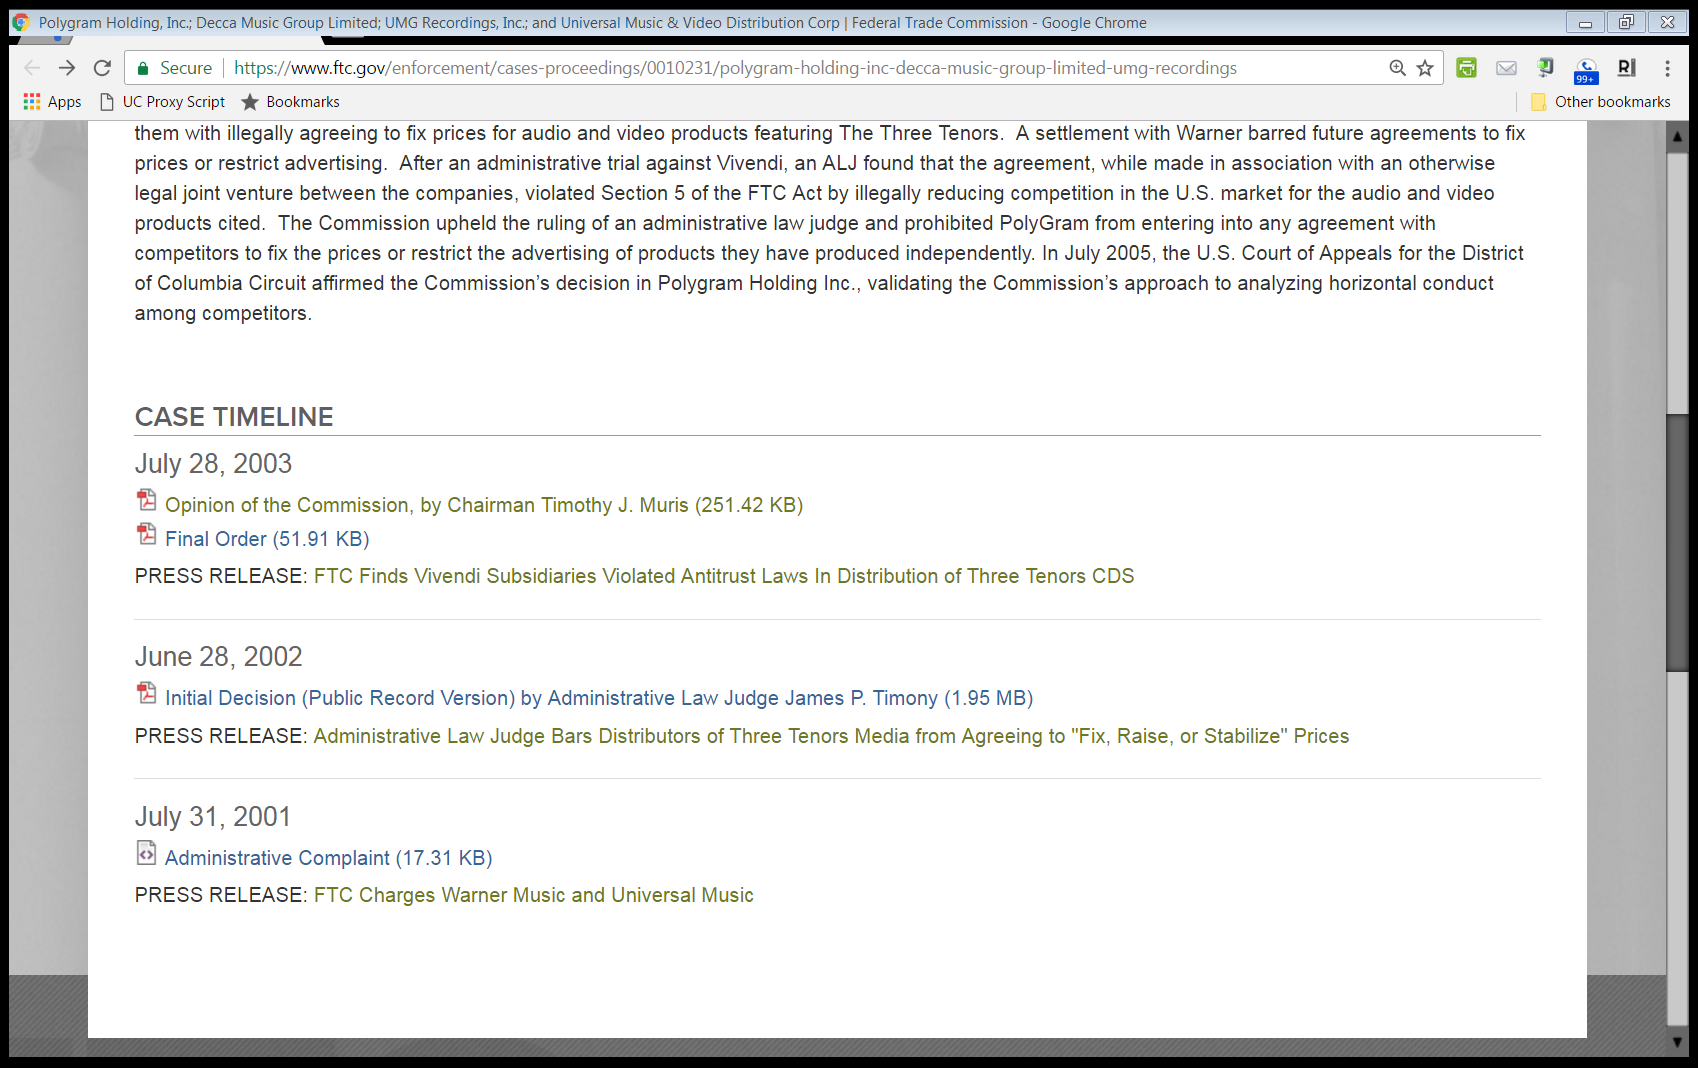 Polygram Holding, Inc.; Decca Music Group Limited; UMG Recordings, Inc.; and Universal Music & Video Distribution Corp | Federal Trade Commission - Google Chrome
Secure https://www.ftc.gov/enforcement/cases-proceedings/0010231/polygram-holding-inc-decca-music-group-limited-umg-recordings
99+
R|
Apps UC Proxy Script Bookmarks Other bookmarks
them with illegally agreeing to fix prices for audio and video products featuring The Three Tenors. A settlement with Warner barred future agreements to fix
prices or restrict advertising. After an administrative trial against Vivendi, an ALJ found that the agreement, while made in association with an otherwise
legal joint venture between the companies, violated Section 5 of the FTC Act by illegally reducing competition in the U.S. market for the audio and video
products cited. The Commission upheld the ruling of an administrative law judge and prohibited PolyGram from entering into any agreement with
competitors to fix the prices or restrict the advertising of products they have produced independently. In July 2005, the U.S. Court of Appeals for the District
of Columbia Circuit affirmed the Commission’s decision in Polygram Holding Inc., validating the Commission’s approach to analyzing horizontal conduct
among competitors.
CASE TIMELINE
July 28, 2003
Opinion of the Commission, by Chairman Timothy J. Muris (251.42 KB)
Final Order (51.91 KB)
PRESS RELEASE: FTC Finds Vivendi Subsidiaries Violated Antitrust Laws In Distribution of Three Tenors CDS
June 28, 2002
Initial Decision (Public Record Version) by Administrative Law Judge James P. Timony (1.95 MB)
PRESS RELEASE: Administrative Law Judge Bars Distributors of Three Tenors Media from Agreeing to "Fix, Raise, or Stabilize" Prices
July 31, 2001
Administrative Complaint (17.31 KB)
PRESS RELEASE: FTC Charges Warner Music and Universal Music